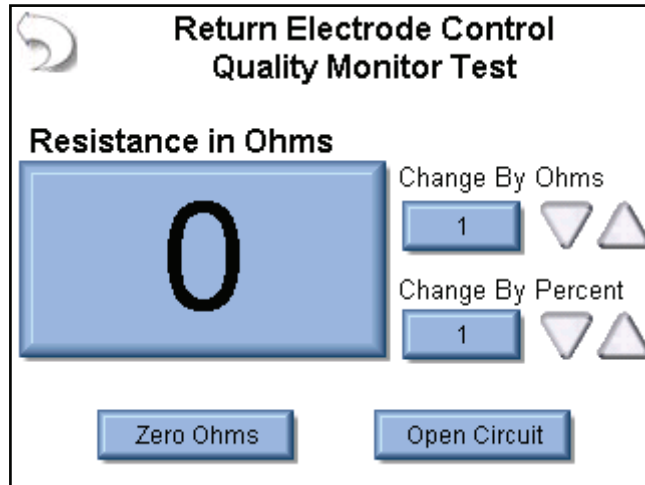 Return Electrode Control
Quality Monitor Test
Resistance in Ohms
0
Change By Ohms
1
Change By Percent
1
Zero Ohms
Open Circuit